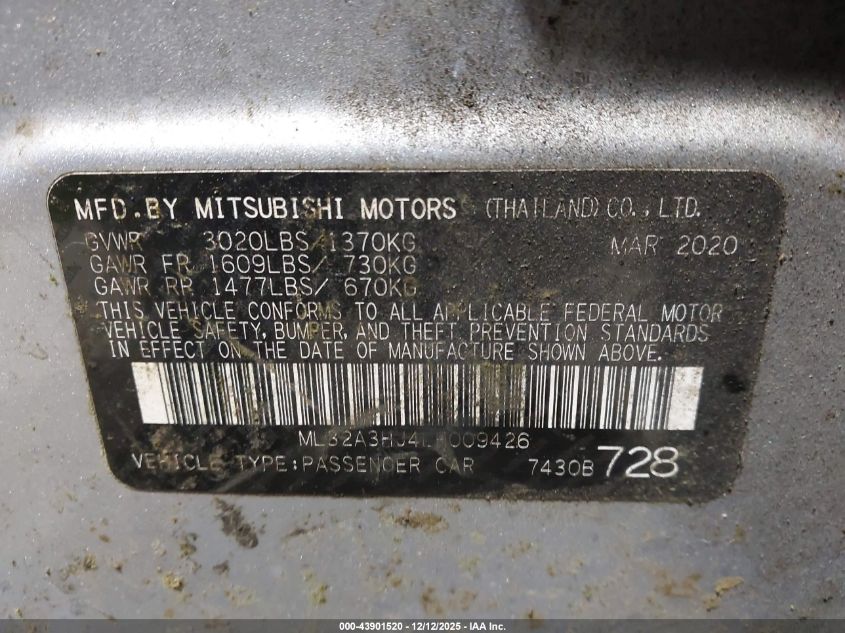 MFD.BY MITSUBISHI MOTORS (THAILAND) CO., LTD.
GVWR 3020LBS/1370KG MAR 2020
GAWR FR 1609LBS/ 730KG
GAWR RR 1477LBS/ 670KG
THIS VEHICLE CONFORMS TO ALL APPLICABLE FEDERAL MOTOR
VEHICLE SAFETY, BUMPER, AND THEFT PREVENTION STANDARDS
IN EFFECT ON THE DATE OF MANUFACTURE SHOWN ABOVE.
ML32A3HJ4LH009426
VEHICLE TYPE:PASSENGER CAR 7430B 728
000-43901520 • 12/12/2025 • IAA Inc.